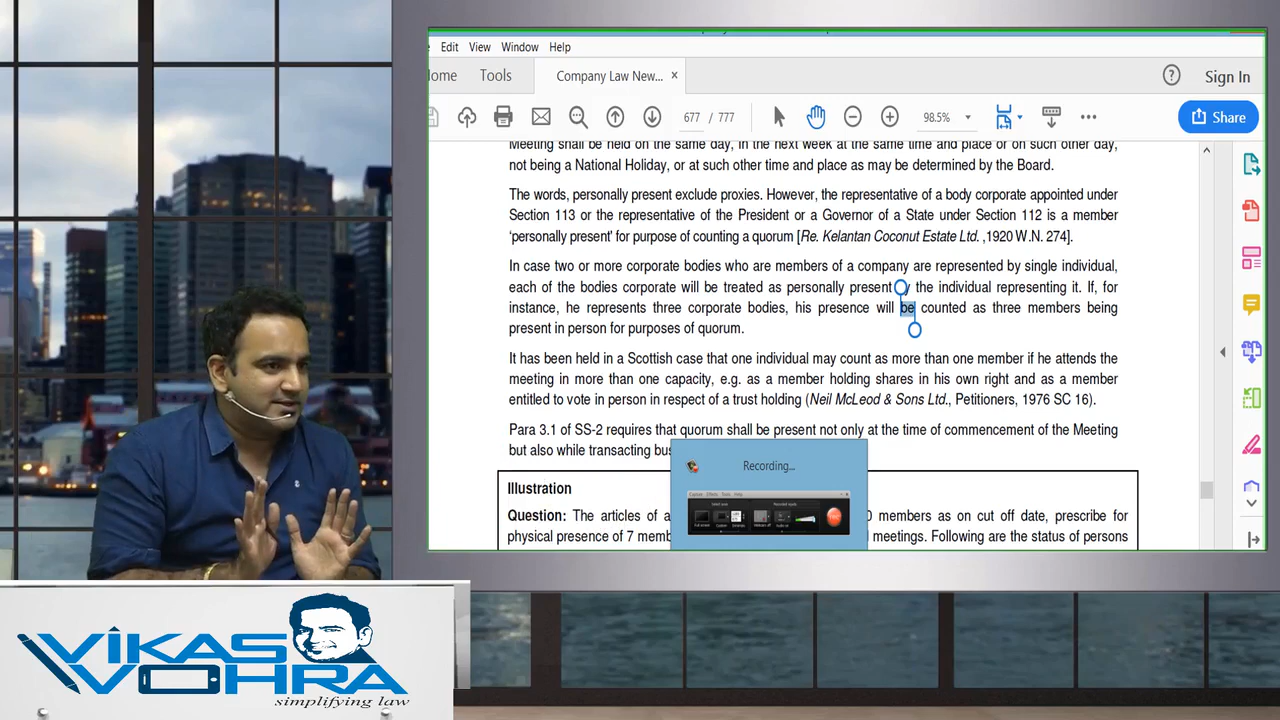 Edit View Window Help
ome Tools Company Law New... × Sign In
677 / 777 98.5% Share
Meeting shall be held on the same day, in the next week at the same time and place or on such other day,
not being a National Holiday, or at such other time and place as may be determined by the Board.
The words, personally present exclude proxies. However, the representative of a body corporate appointed under
Section 113 or the representative of the President or a Governor of a State under Section 112 is a member
‘personally present’ for purpose of counting a quorum [Re. Kelantan Coconut Estate Ltd. ,1920 W.N. 274].
In case two or more corporate bodies who are members of a company are represented by single individual,
each of the bodies corporate will be treated as personally present y the individual representing it. If, for
instance, he represents three corporate bodies, his presence will be counted as three members being
present in person for purposes of quorum.
It has been held in a Scottish case that one individual may count as more than one member if he attends the
meeting in more than one capacity, e.g. as a member holding shares in his own right and as a member
entitled to vote in person in respect of a trust holding (Neil McLeod & Sons Ltd., Petitioners, 1976 SC 16).
Para 3.1 of SS-2 requires that quorum shall be present not only at the time of commencement of the Meeting
but also while transacting bus
Recording...
Illustration
Question: The articles of a 0 members as on cut off date, prescribe for
physical presence of 7 memb meetings. Following are the status of persons
VIKAS
VOHRA
simplifying law